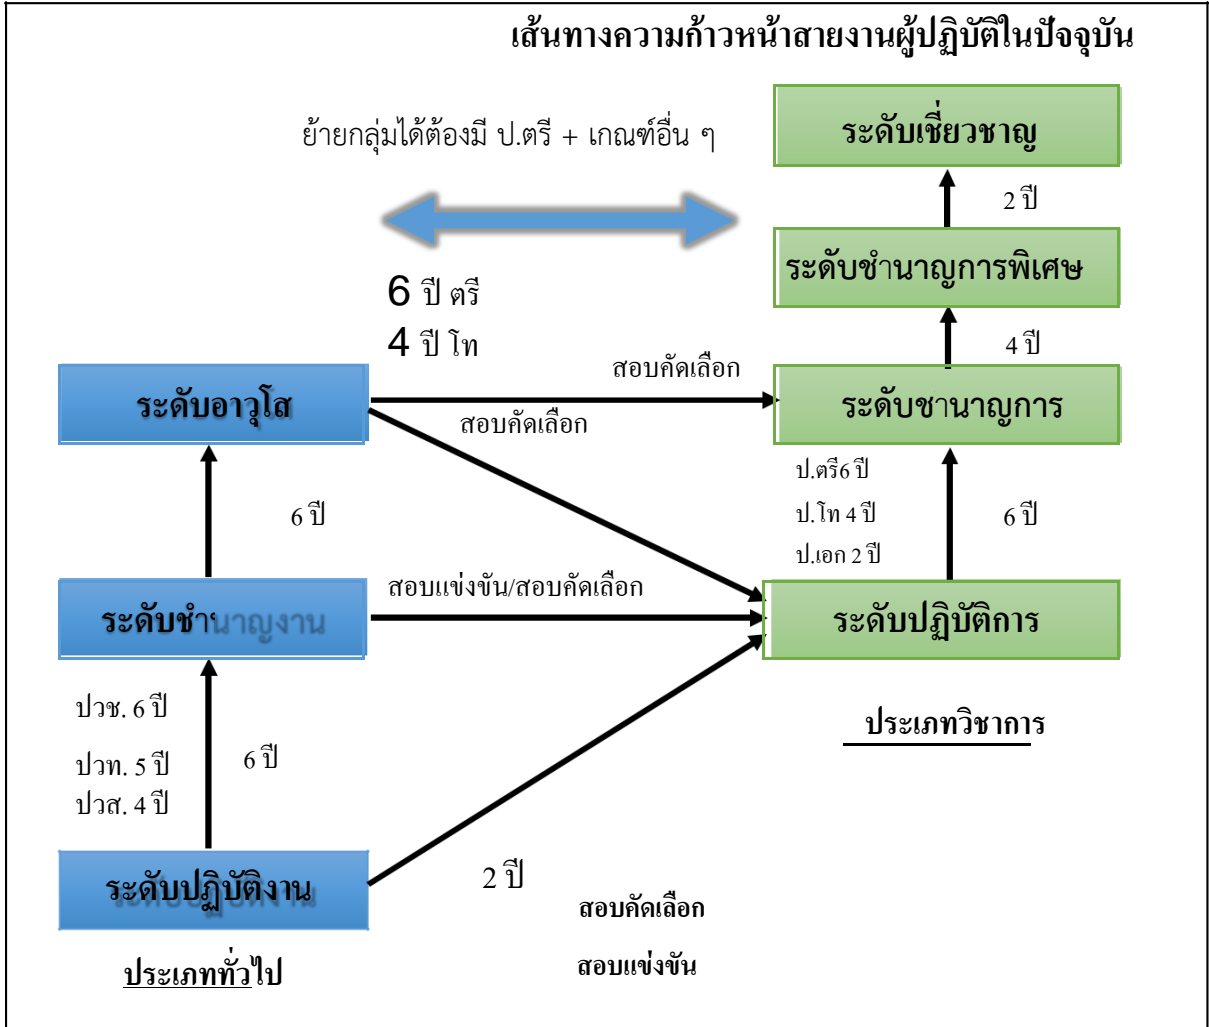 เส้นทางความก้าวหน้าสายงานผู้ปฏิบัติในปัจจุบัน
ระดับเชี่ยวชาญ
ย้ายกลุ่มได้ต้องมี ป.ตรี + เกณฑ์อื่น ๆ
2 ปี
ระดับชำนาญการพิเศษ
6 ปี ตรี
4 ปี โท
4 ปี
สอบคัดเลือก
ระดับอาวุโส
ระดับชานาญการ
สอบคัดเลือก
ป.ตรี6 ปี
6 ปี
ป.โท 4 ปี
6 ปี
ป.เอก 2 ปี
สอบแข่งขัน/สอบคัดเลือก
ระดับชำนาญงาน
ระดับปฏิบัติการ
ปวช. 6 ปี
ประเภทวิชาการ
ปวท. 5 ปี
6 ปี
ปวส. 4 ปี
ระดับปฏิบัติงาน
2 ปี
สอบคัดเลือก
สอบแข่งขัน
ประเภททั่วไป